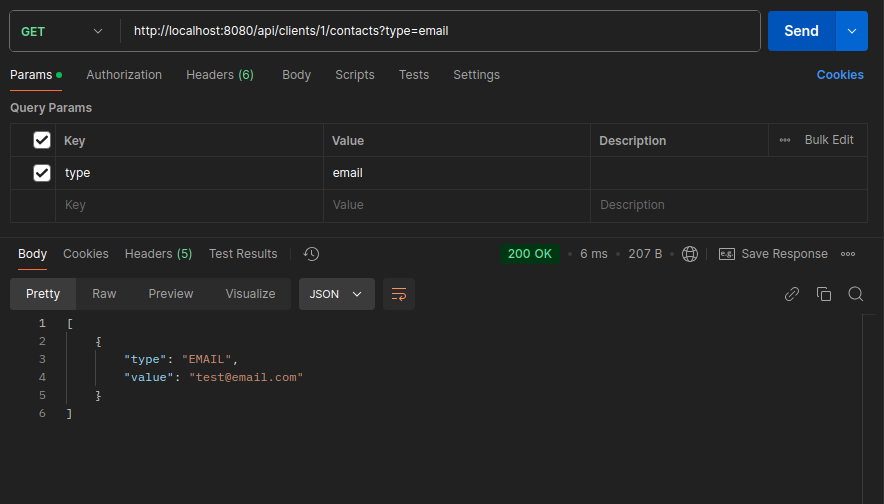 GET http://localhost:8080/api/clients/1/contacts?type=email Send
Params Authorization Headers (6) Body Scripts Tests Settings Cookies
Query Params
Key Value Description Bulk Edit
type email
Key Value Description
Body Cookies Headers (5) Test Results 200 OK • 6 ms • 207 B e.g. Save Response
Pretty Raw Preview Visualize JSON
1 [
2 {
3 "type": "EMAIL",
4 "value": "test@email.com"
5 }
6 ]